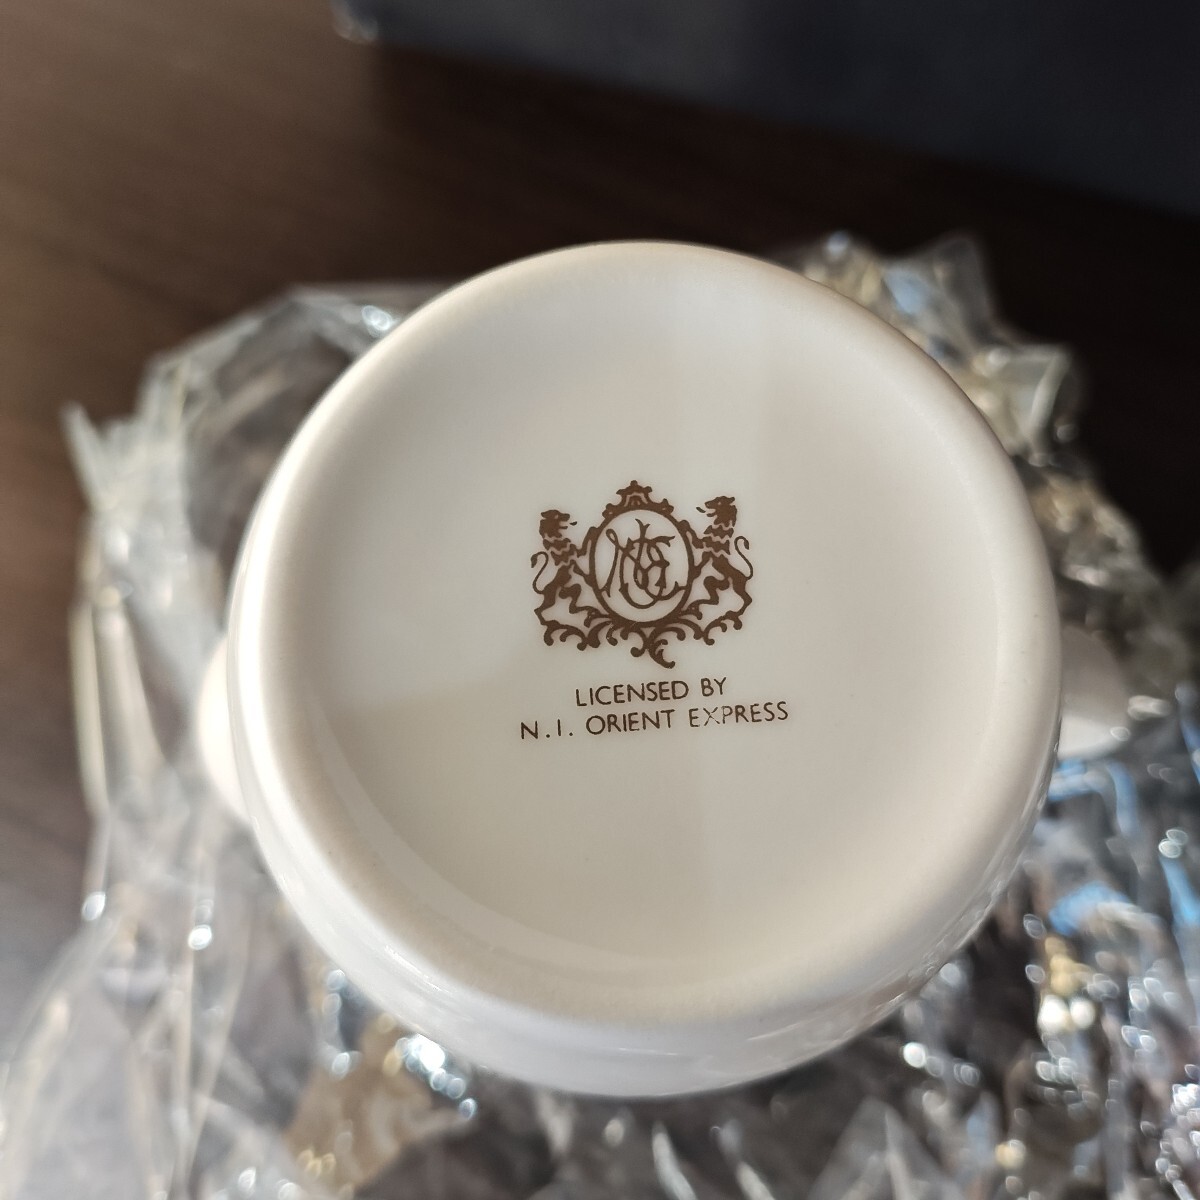 LICENSED BY
N.I. ORIENT EXPRESS